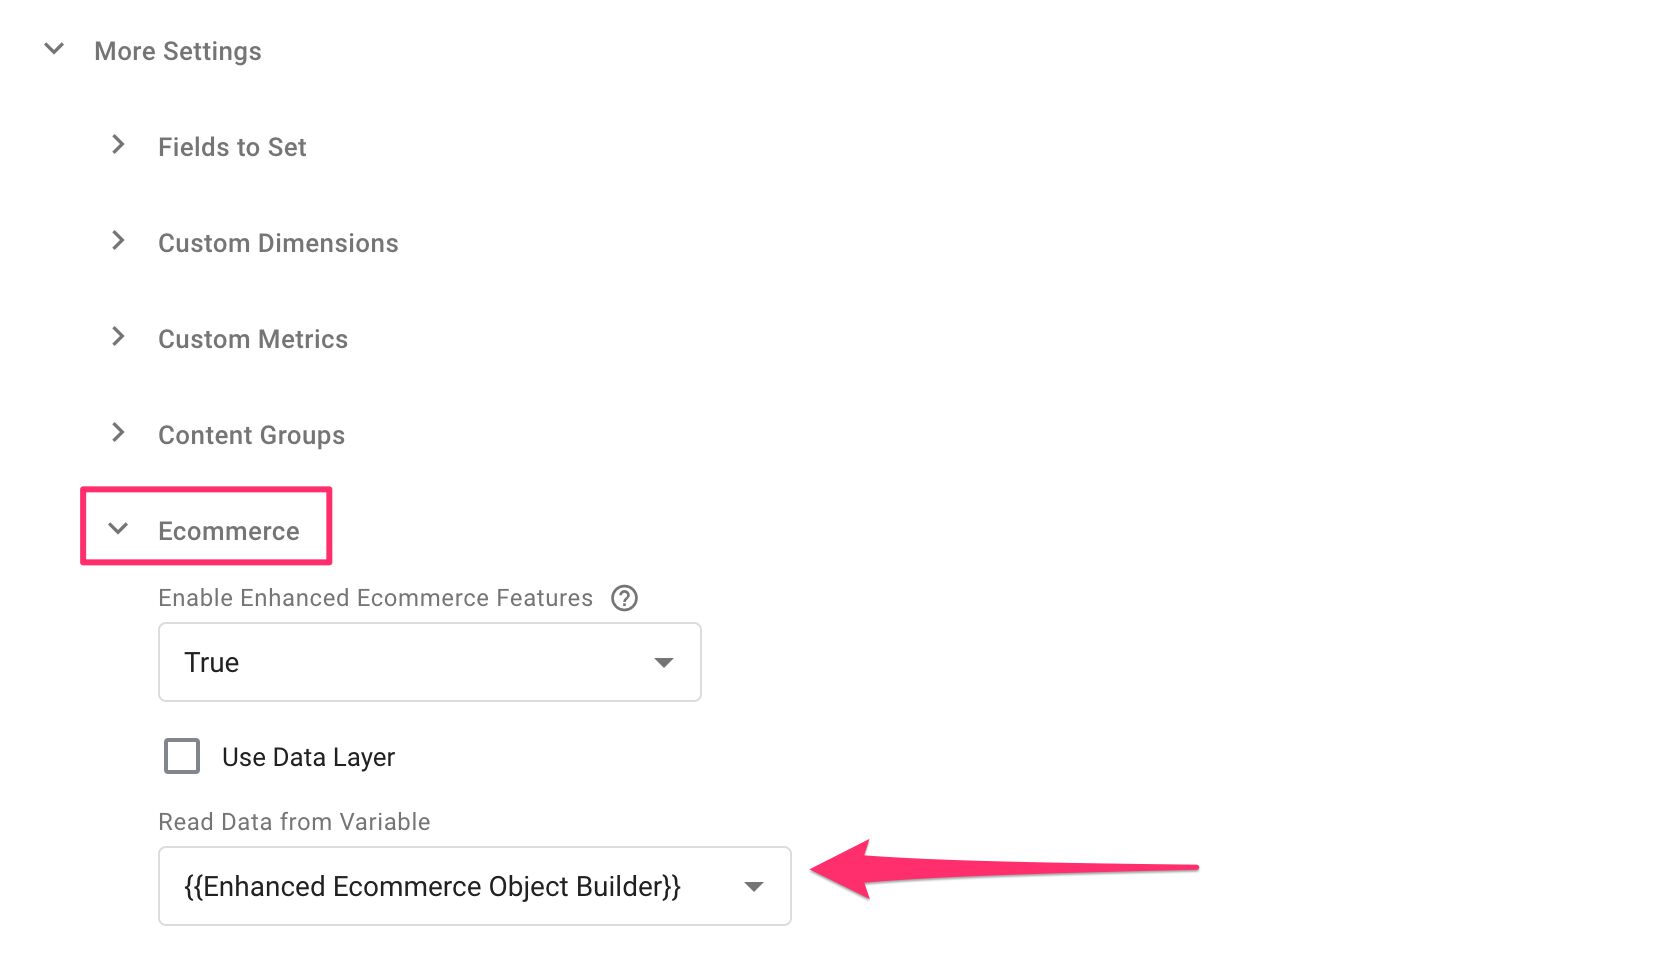 More Settings
Fields to Set
Custom Dimensions
Custom Metrics
Content Groups
Ecommerce
Enable Enhanced Ecommerce Features
True
Use Data Layer
Read Data from Variable
{{Enhanced Ecommerce Object Builder}}